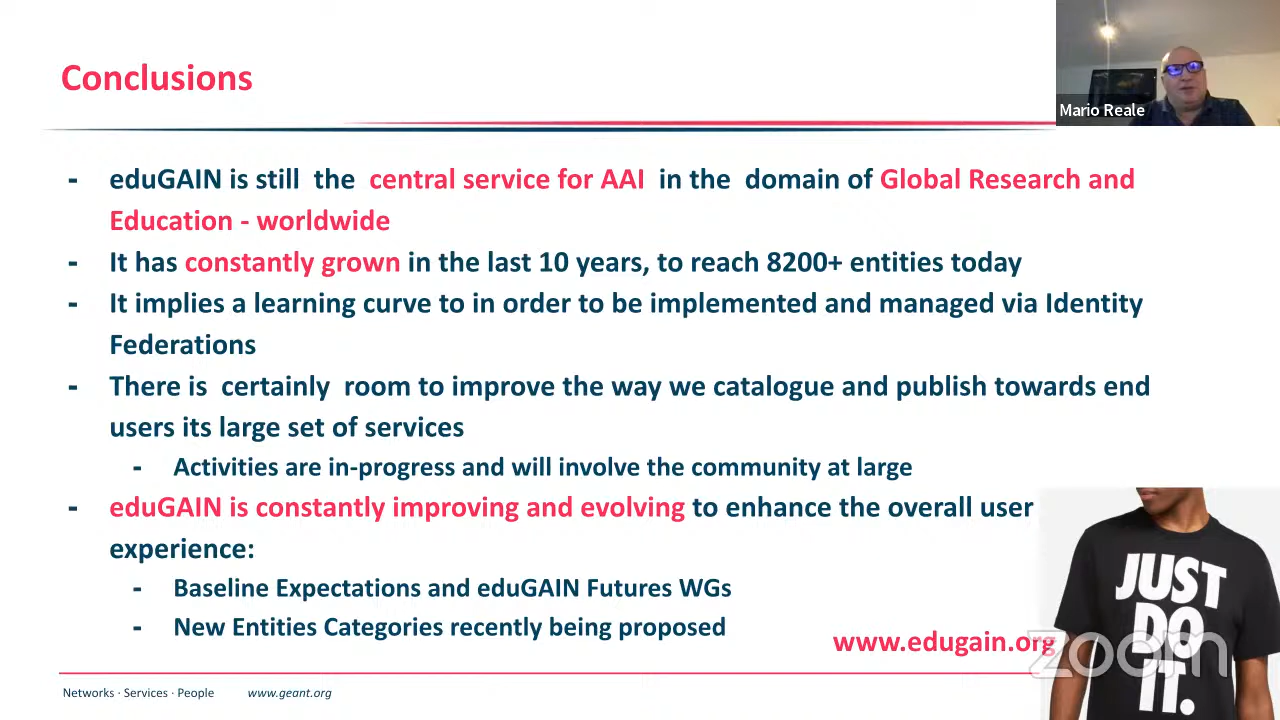 Conclusions
Mario Reale
- eduGAIN is still the central service for AAI in the domain of Global Research and
Education - worldwide
- It has constantly grown in the last 10 years, to reach 8200+ entities today
- It implies a learning curve to in order to be implemented and managed via Identity
Federations
- There is certainly room to improve the way we catalogue and publish towards end
users its large set of services
- Activities are in-progress and will involve the community at large
- eduGAIN is constantly improving and evolving to enhance the overall user
experience:
- Baseline Expectations and eduGAIN Futures WGs
- New Entities Categories recently being proposed
www.edugain.org
JUST
DO
IT.
zoom
Networks · Services · People www.geant.org